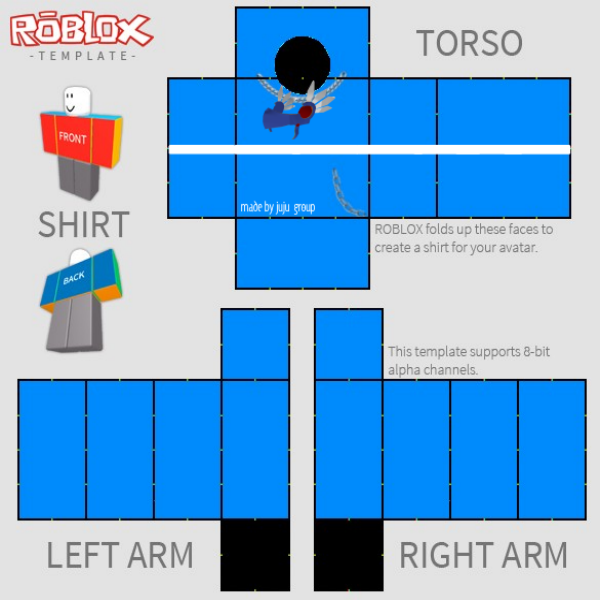 ROBLOX
-TEMPLATE-
TORSO
FRONT
SHIRT
made by juju group
ROBLOX folds up these faces to
create a shirt for your avatar.
BACK
This template supports 8-bit
alpha channels.
LEFT ARM
RIGHT ARM